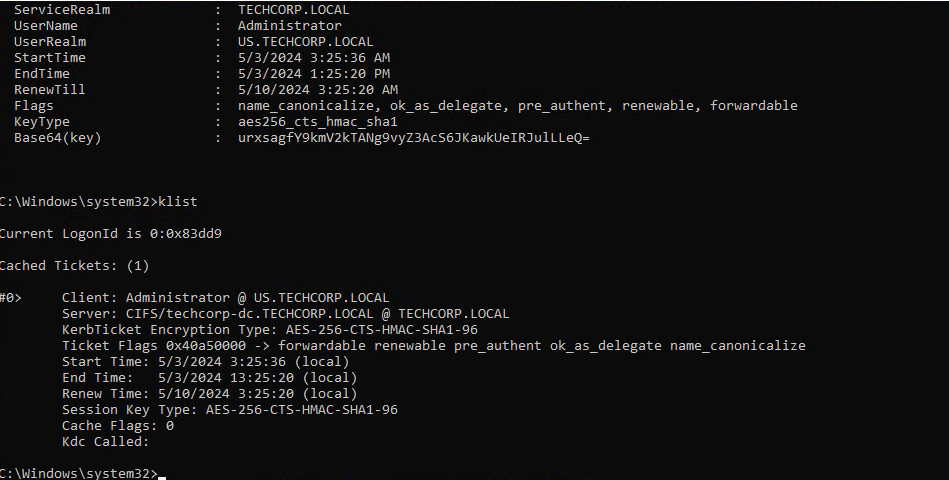 ServiceRealm : TECHCORP.LOCAL
UserName : Administrator
UserRealm : US.TECHCORP.LOCAL
StartTime : 5/3/2024 3:25:36 AM
EndTime : 5/3/2024 1:25:20 PM
RenewTill : 5/10/2024 3:25:20 AM
Flags : name_canonicalize, ok_as_delegate, pre_authent, renewable, forwardable
KeyType : aes256_cts_hmac_sha1
Base64(key) : urxsagfY9kmV2kTANg9vyZ3AcS6JKawkUeIRJulLLeQ=
C:\Windows\system32>klist
Current LogonId is 0:0x83dd9
Cached Tickets: (1)
#0> Client: Administrator @ US.TECHCORP.LOCAL
Server: CIFS/techcorp-dc.TECHCORP.LOCAL @ TECHCORP.LOCAL
KerbTicket Encryption Type: AES-256-CTS-HMAC-SHA1-96
Ticket Flags 0x40a50000 -> forwardable renewable pre_authent ok_as_delegate name_canonicalize
Start Time: 5/3/2024 3:25:36 (local)
End Time: 5/3/2024 13:25:20 (local)
Renew Time: 5/10/2024 3:25:20 (local)
Session Key Type: AES-256-CTS-HMAC-SHA1-96
Cache Flags: 0
Kdc Called:
C:\Windows\system32>